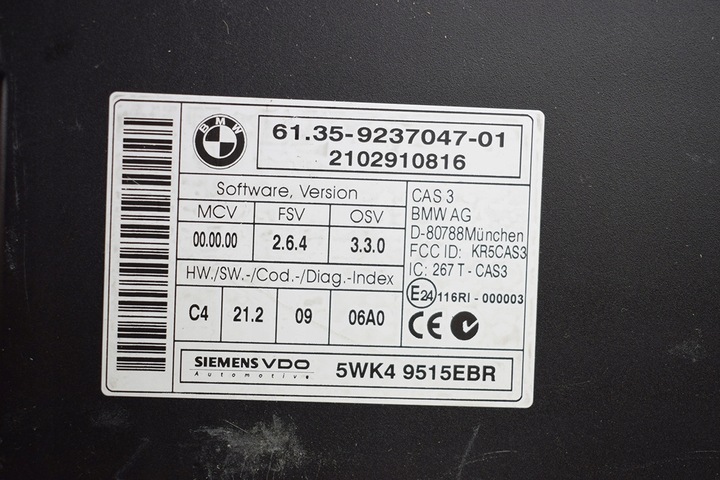 BMW
61.35-9237047-01
2102910816
Software, Version
MCV FSV OSV
00.00.00 2.6.4 3.3.0
HW./SW.-/Cod.-/Diag.-Index
C4 21.2 09 06A0
CAS 3
BMW AG
D-80788München
FCC ID: KR5CAS3
IC: 267 T - CAS3
E24 116RI - 000003
CE
SIEMENS VDO
Automotive
5WK4 9515EBR